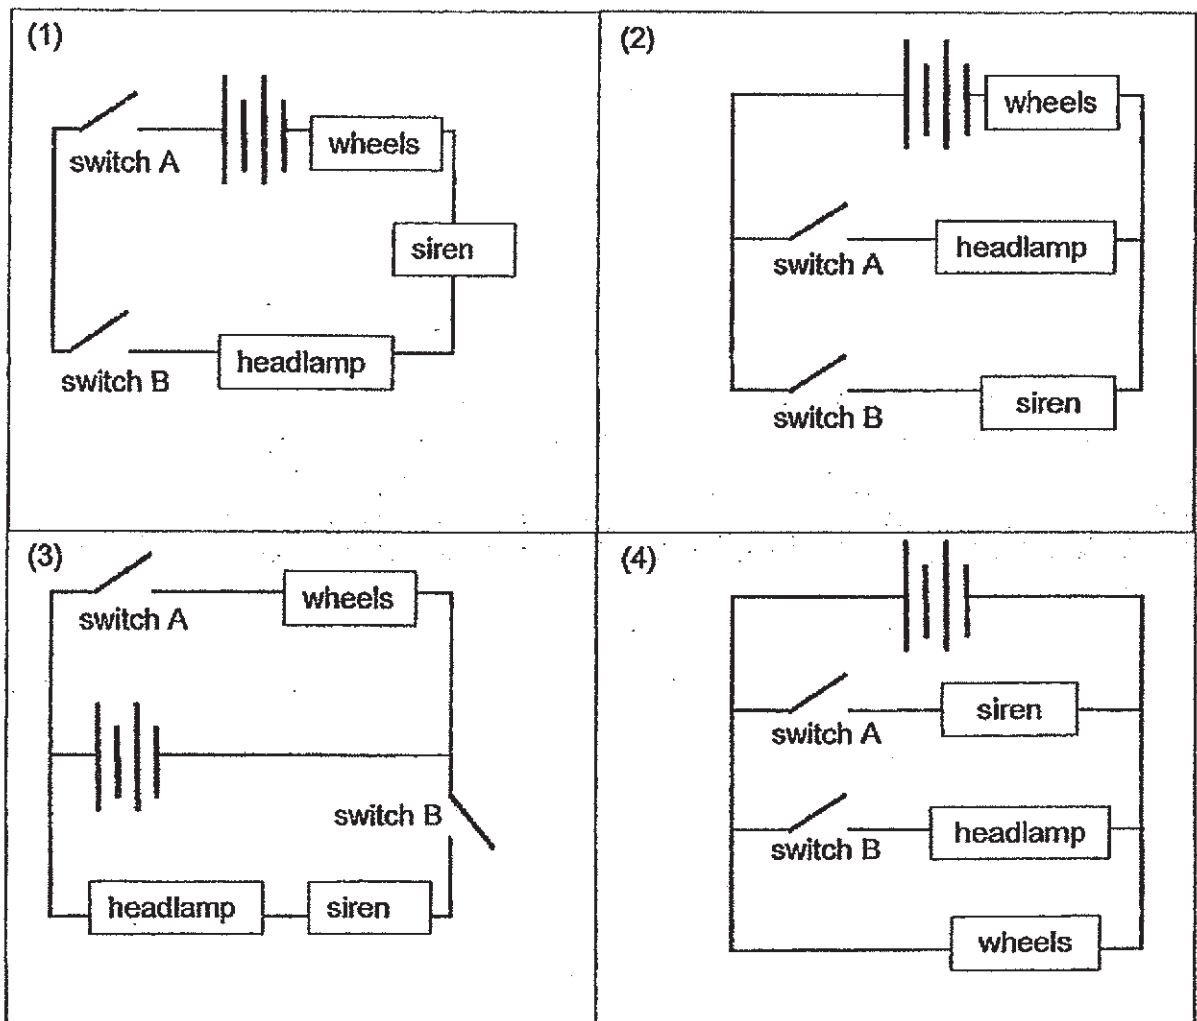 (1)
switch A
wheels
siren
switch B
headlamp
(2)
wheels
switch A
headlamp
switch B
siren
(3)
switch A
wheels
switch B
headlamp
siren
(4)
switch A
siren
switch B
headlamp
wheels